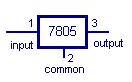 1 7805 3
input output
2
common